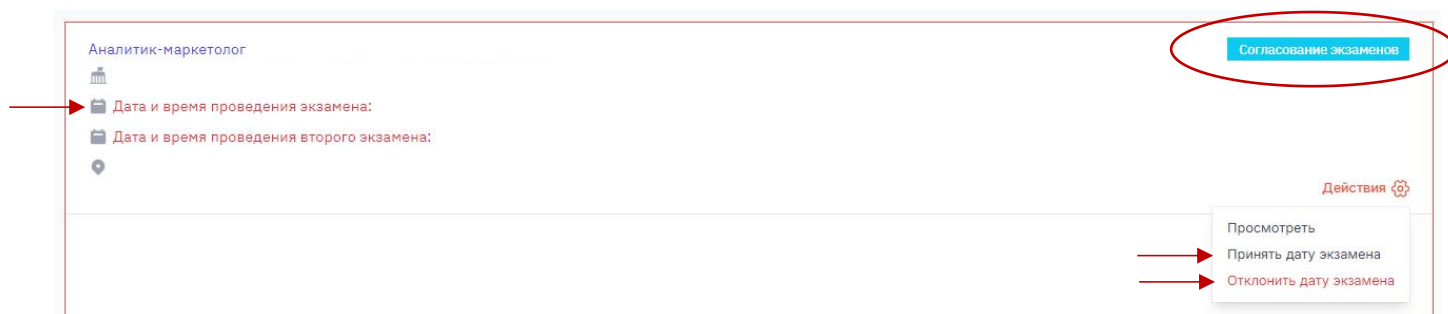 Аналитик-маркетолог
Согласование экзаменов
Дата и время проведения экзамена:
Дата и время проведения второго экзамена:
Действия
Просмотреть
Принять дату экзамена
Отклонить дату экзамена